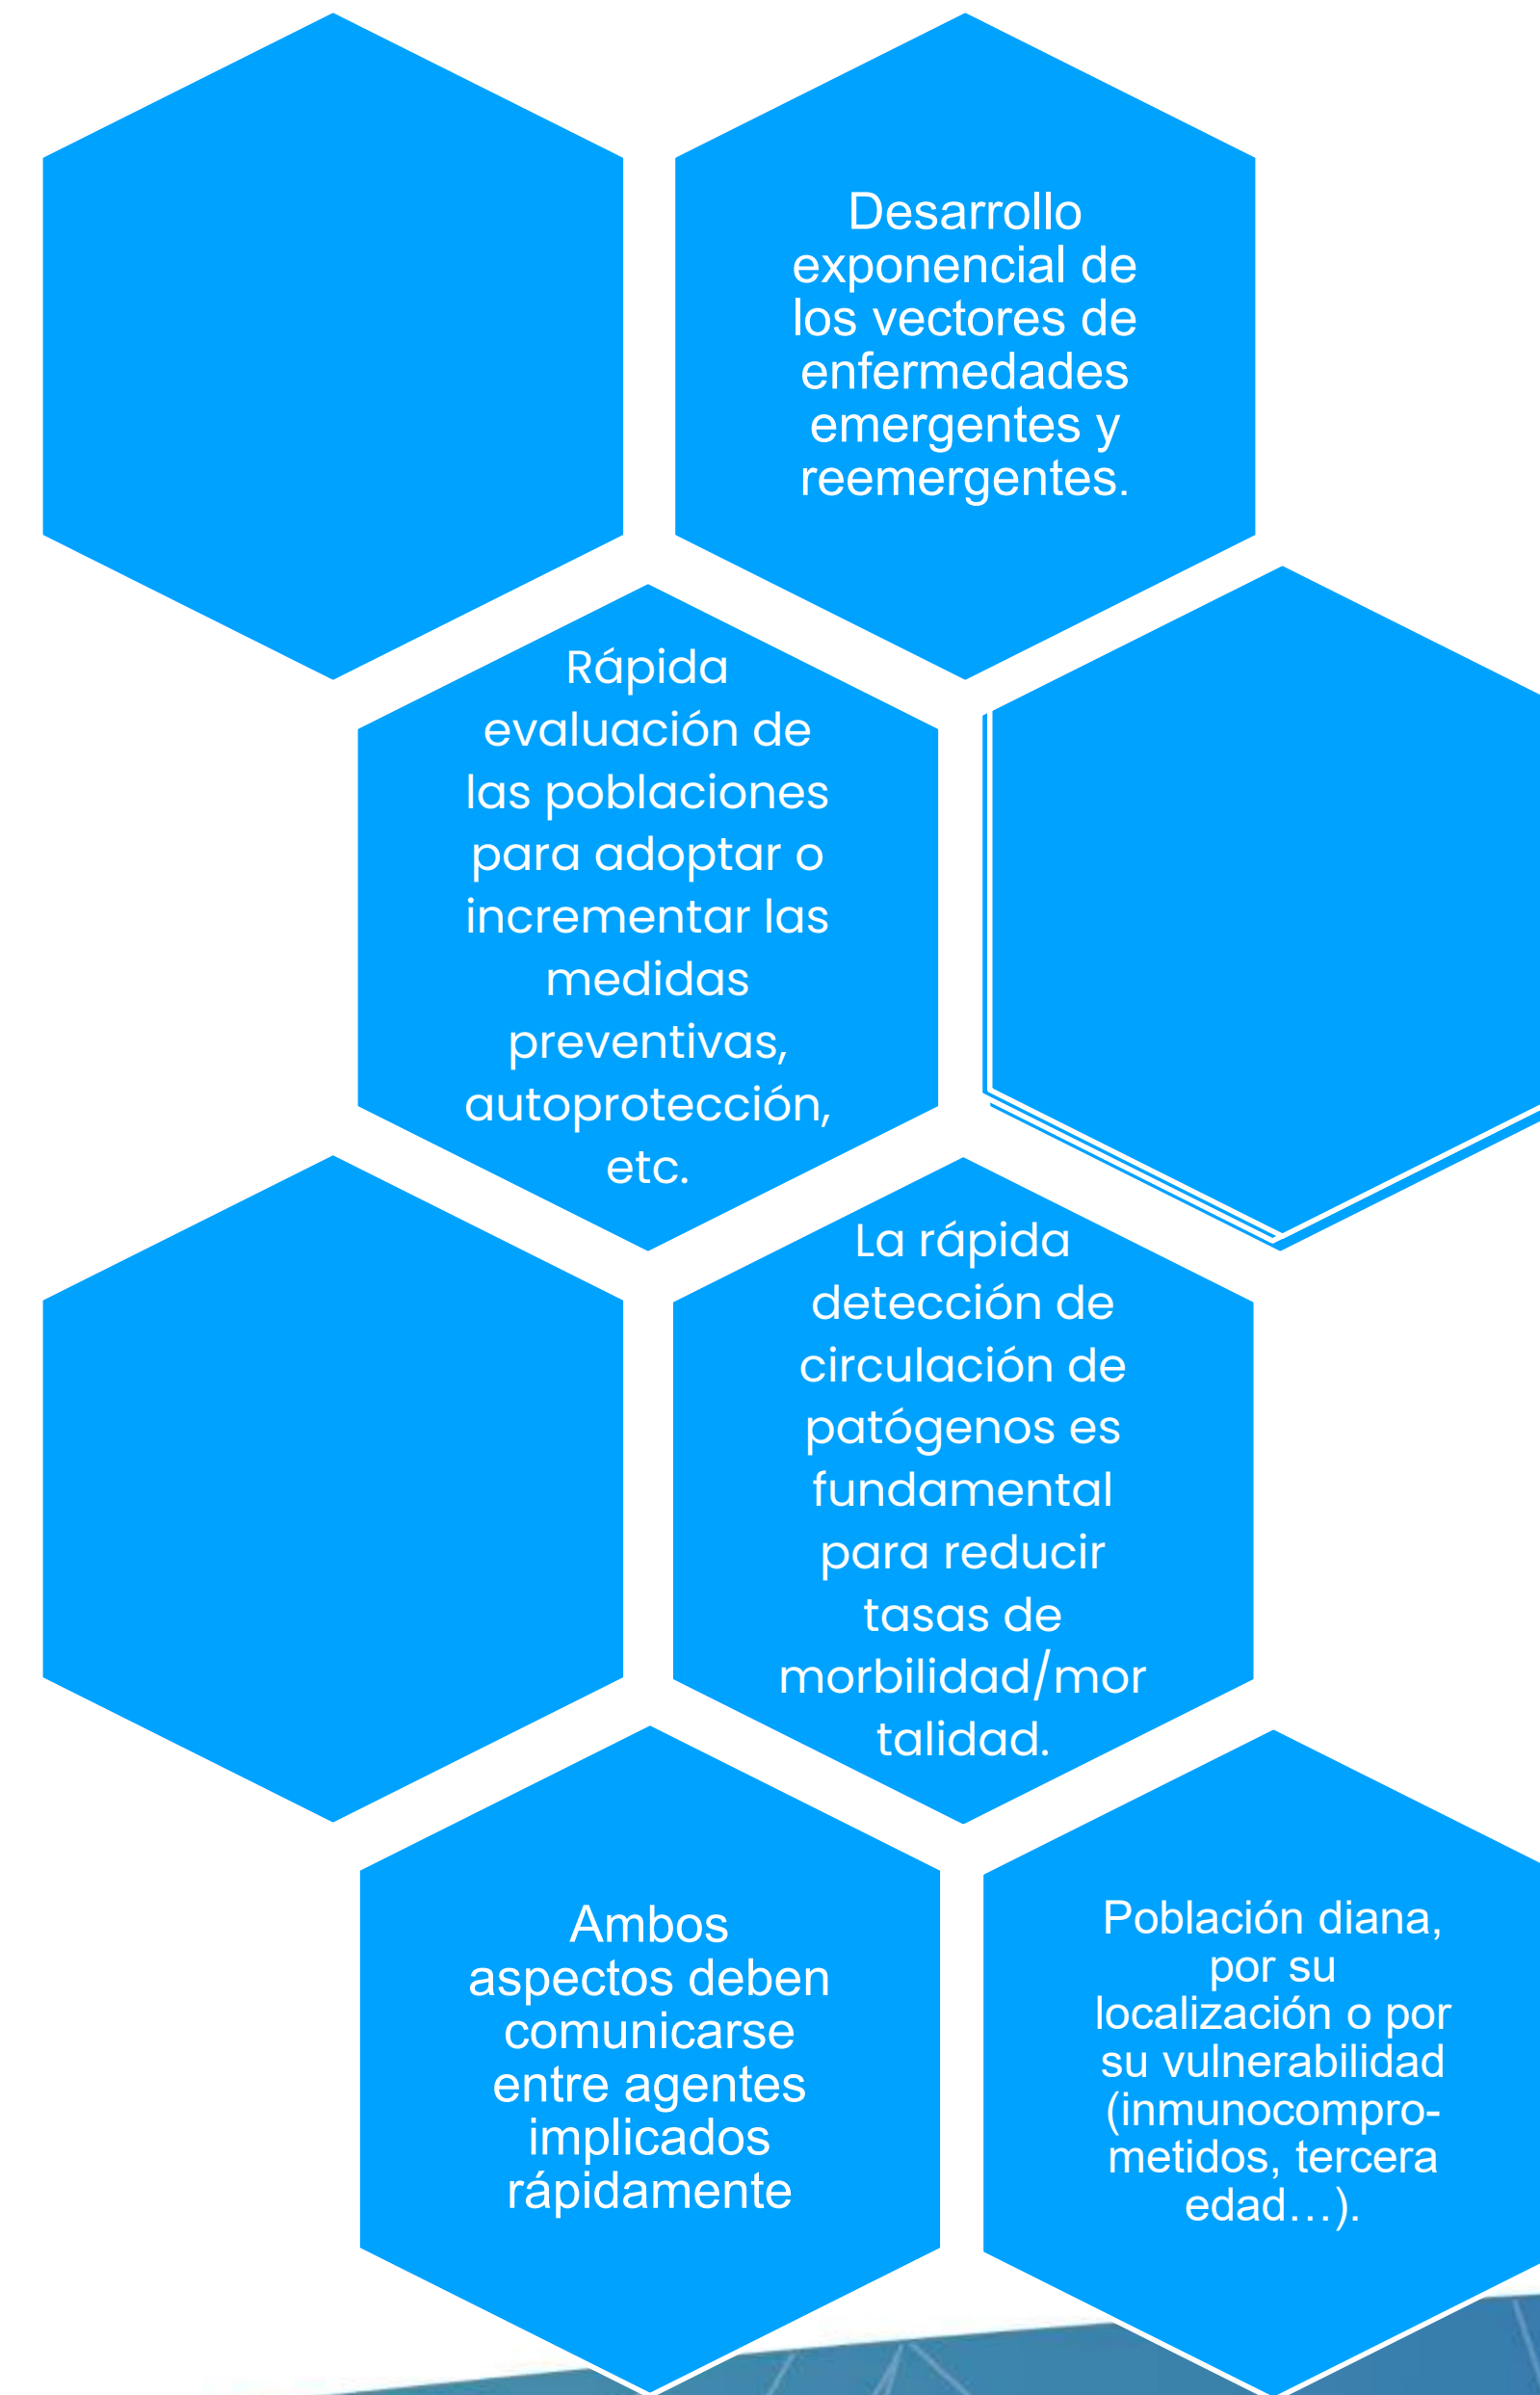 Desarrollo
exponencial de
los vectores de
enfermedades
emergentes y
reemergentes.
Rápida
evaluación de
las poblaciones
para adoptar o
incrementar las
medidas
preventivas,
autoprotección,
etc.
La rápida
detección de
circulación de
patógenos es
fundamental
para reducir
tasas de
morbilidad/mor
talidad.
Ambos
aspectos deben
comunicarse
entre agentes
implicados
rápidamente
Población diana,
por su
localización o por
su vulnerabilidad
(inmunocompro-
metidos, tercera
edad…).